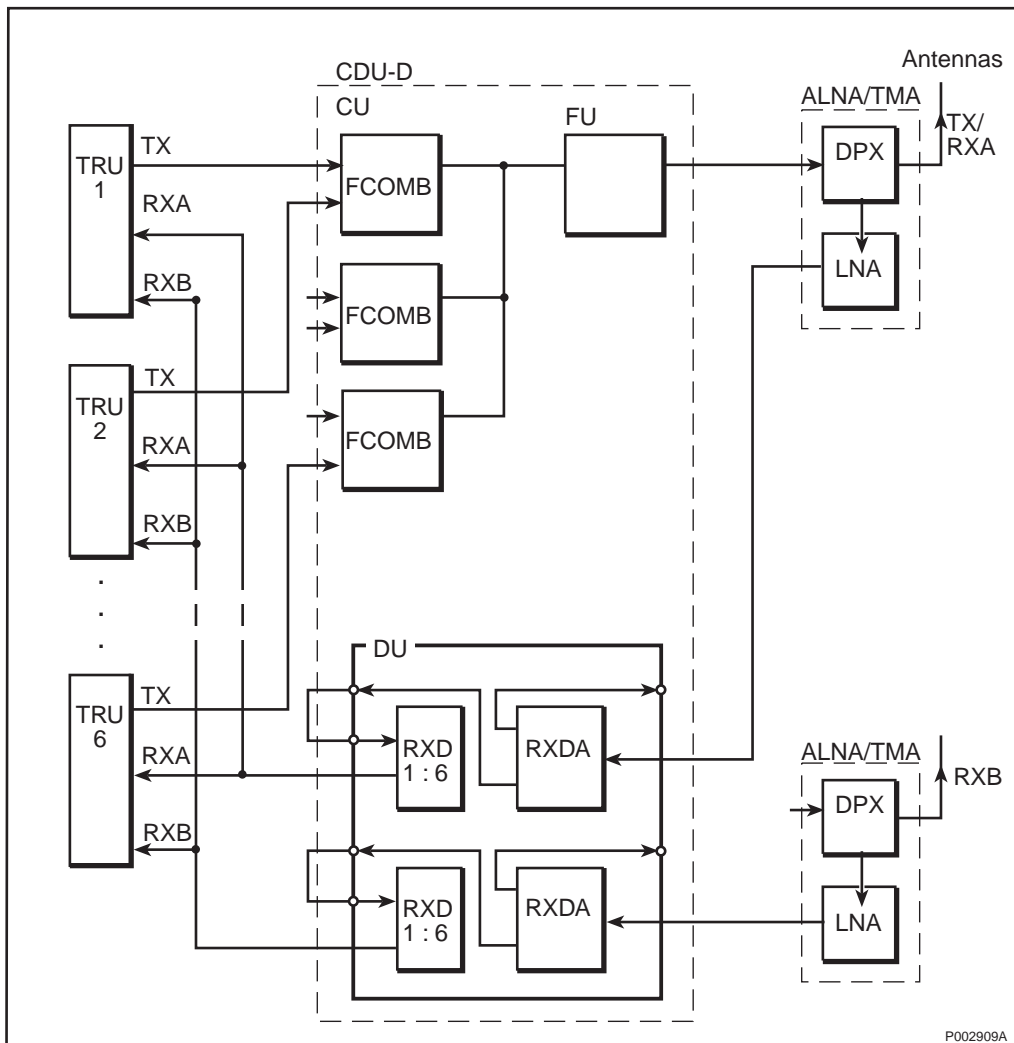 Antennas
CDU-D
CU
ALNA/TMA
TX/
RXA
FU
TRU
1
TX
FCOMB
DPX
RXA
RXB
FCOMB
LNA
TRU
2
TX
FCOMB
RXA
RXB
.
.
.
DU
TRU
6
TX
RXA
RXD
1 : 6
RXDA
ALNA/TMA
RXB
DPX
RXB
RXD
1 : 6
RXDA
LNA
P002909A